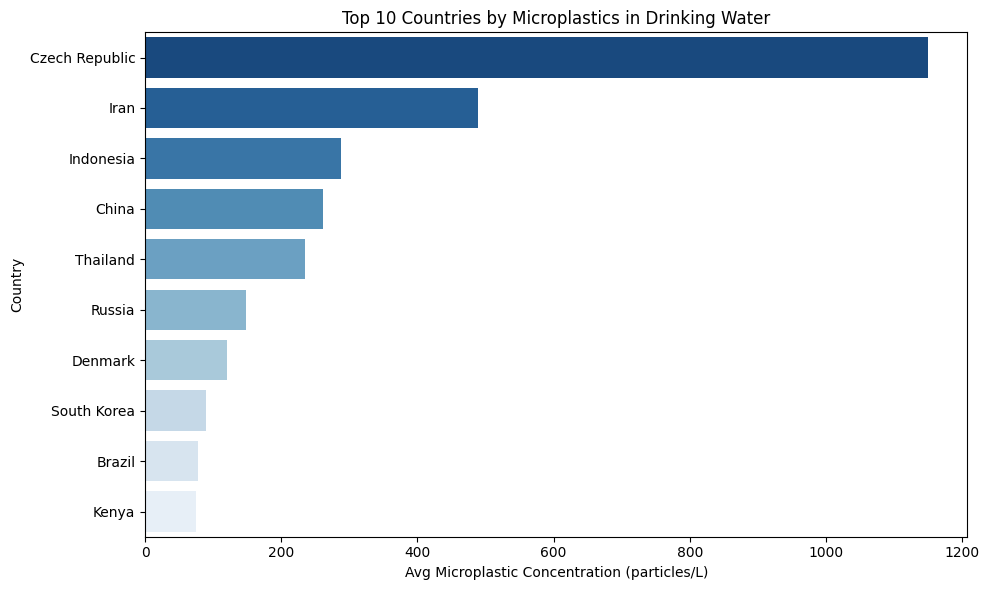 Top 10 Countries by Microplastics in Drinking Water
Country
Czech Republic
Iran
Indonesia
China
Thailand
Russia
Denmark
South Korea
Brazil
Kenya
0 200 400 600 800 1000 1200
Avg Microplastic Concentration (particles/L)